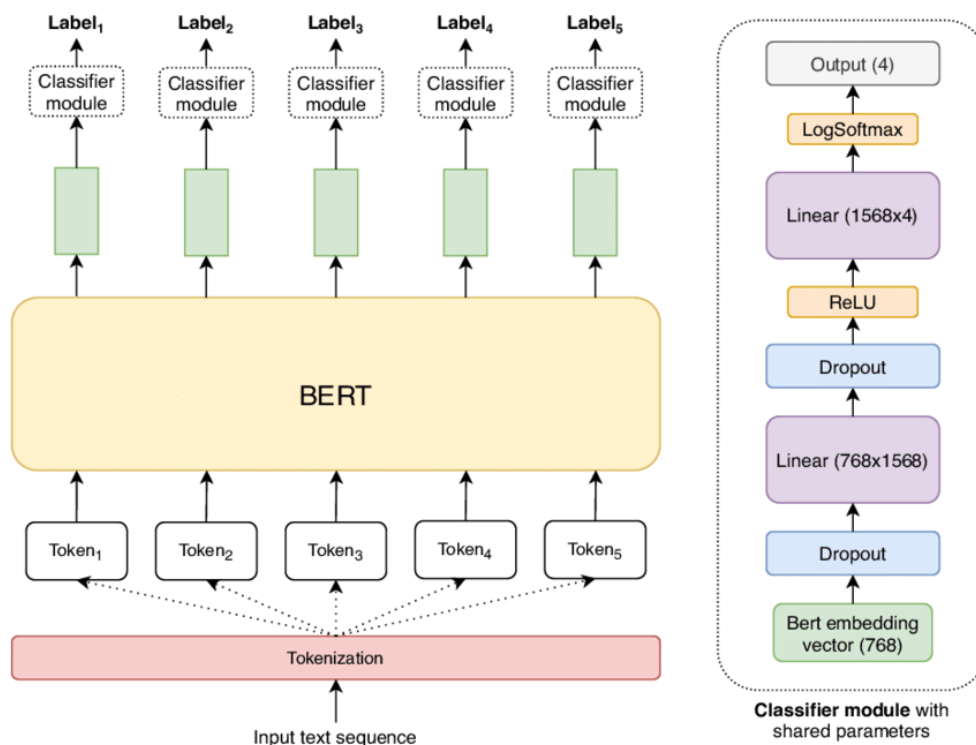 Label₁ Label₂ Label₃ Label₄ Label₅
Classifier module
Classifier module
Classifier module
Classifier module
Classifier module
BERT
Token₁ Token₂ Token₃ Token₄ Token₅
Tokenization
Input text sequence
Output (4)
LogSoftmax
Linear (1568x4)
ReLU
Dropout
Linear (768x1568)
Dropout
Bert embedding
vector (768)
Classifier module with
shared parameters